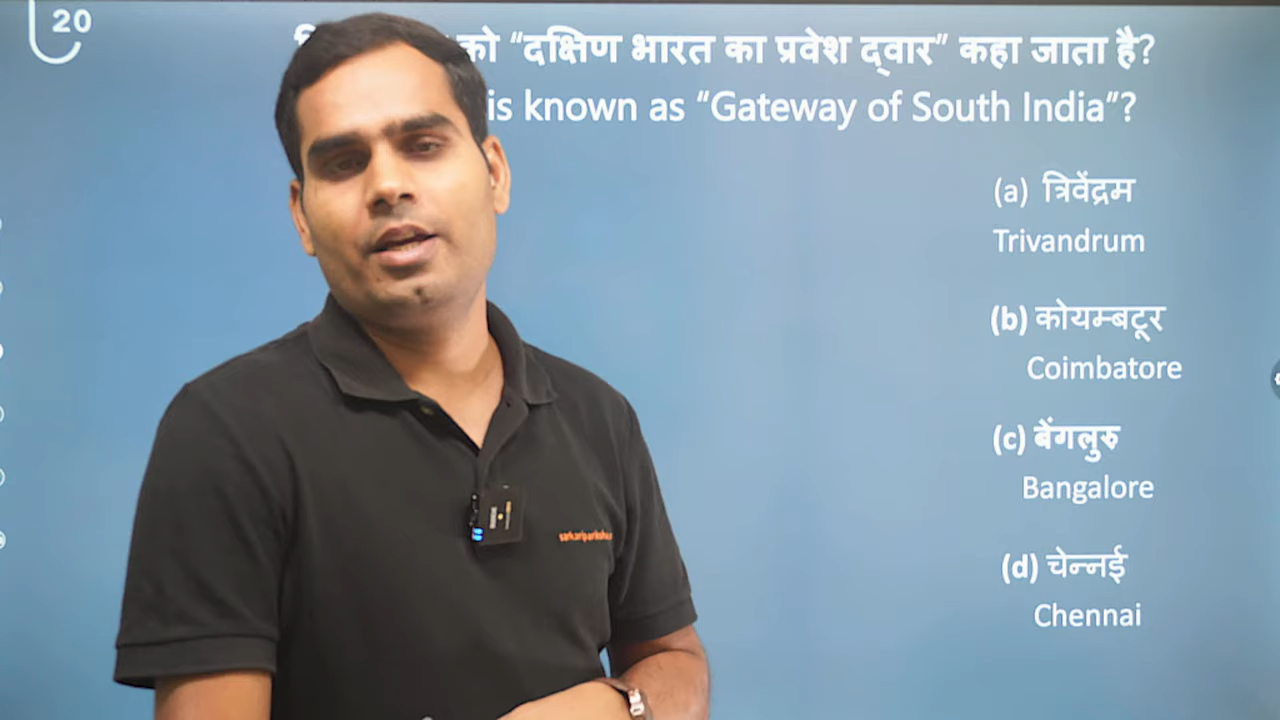 20
को “दक्षिण भारत का प्रवेश द्वार” कहा जाता है?
is known as “Gateway of South India”?
(a) त्रिवेंद्रम
Trivandrum
(b) कोयम्बटूर
Coimbatore
(c) बेंगलुरु
Bangalore
(d) चेन्नई
Chennai